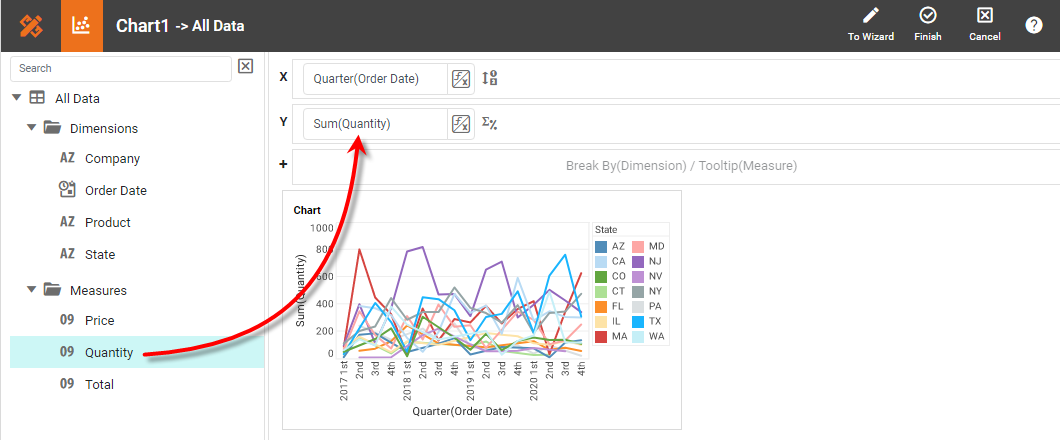 Chart1 -> All Data
To Wizard
Finish
Cancel
?
Search
All Data
Dimensions
AZ Company
Order Date
AZ Product
AZ State
Measures
09 Price
09 Quantity
09 Total
X Quarter(Order Date) f/x
Y Sum(Quantity) f/x Σ%
+ Break By(Dimension) / Tooltip(Measure)
Chart
Sum(Quantity)
1000
800
600
400
200
0
2017 1st
2nd
3rd
4th
2018 1st
2nd
3rd
4th
2019 1st
2nd
3rd
4th
2020 1st
2nd
3rd
4th
Quarter(Order Date)
State
AZ MD
CA NJ
CO NV
CT NY
FL PA
IL TX
MA WA